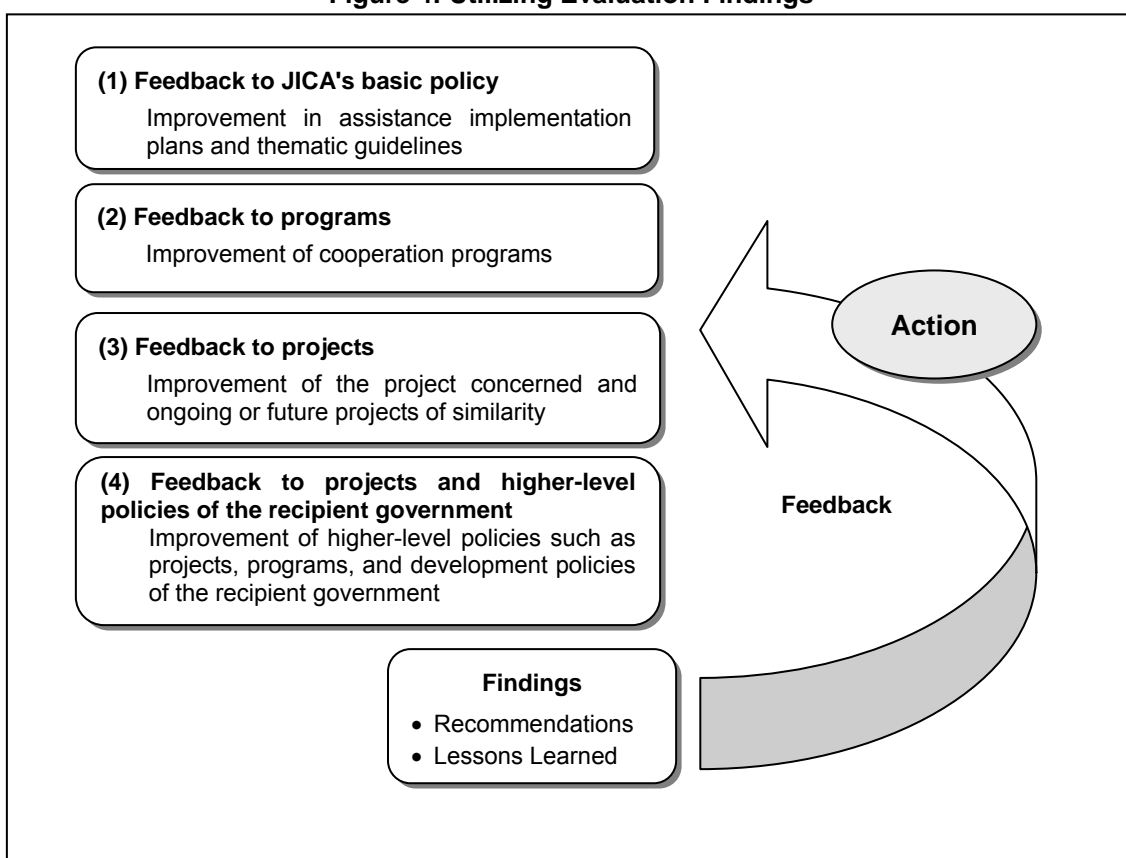 Figure 4. Utilizing Evaluation Findings
(1) Feedback to JICA's basic policy
Improvement in assistance implementation
plans and thematic guidelines
(2) Feedback to programs
Improvement of cooperation programs
(3) Feedback to projects
Improvement of the project concerned and
ongoing or future projects of similarity
(4) Feedback to projects and higher-level
policies of the recipient government
Improvement of higher-level policies such as
projects, programs, and development policies
of the recipient government
Action
Feedback
Findings
• Recommendations
• Lessons Learned